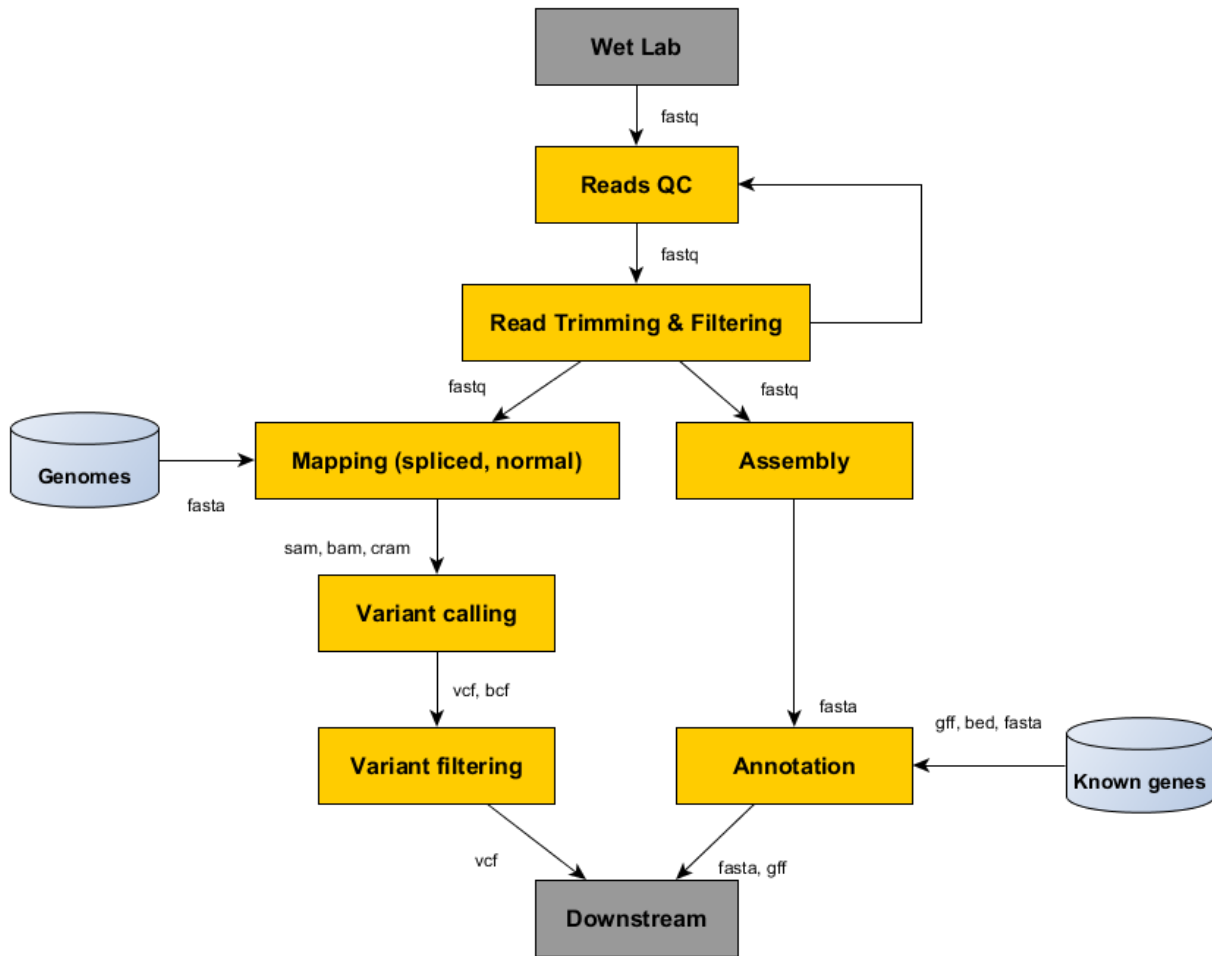 Wet Lab
fastq
Reads QC
fastq
Read Trimming & Filtering
fastq
fastq
Genomes
fasta
Mapping (spliced, normal)
Assembly
sam, bam, cram
Variant calling
vcf, bcf
fasta
gff, bed, fasta
Variant filtering
Annotation
Known genes
vcf
fasta, gff
Downstream